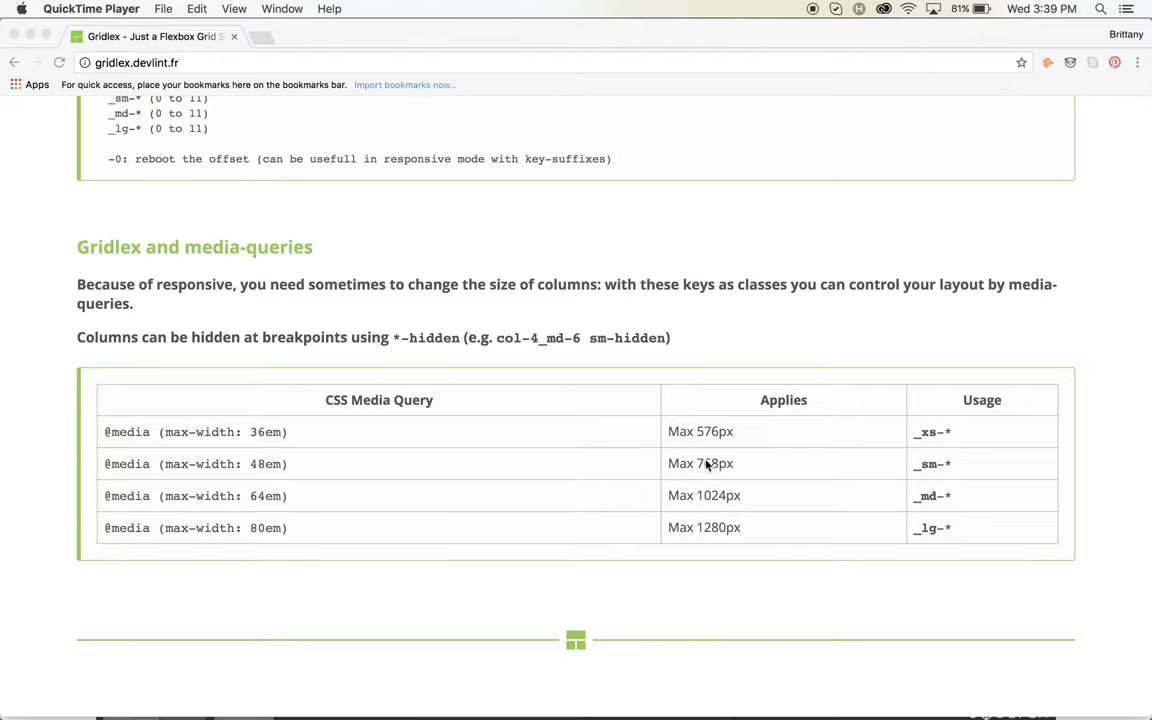 QuickTime Player File Edit View Window Help 81% Wed 3:39 PM
Gridlex - Just a Flexbox Grid S Brittany
gridlex.devlint.fr
Apps For quick access, place your bookmarks here on the bookmarks bar. Import bookmarks now...
_sm-* (0 to 11)
_md-* (0 to 11)
_lg-* (0 to 11)
-0: reboot the offset (can be usefull in responsive mode with key-suffixes)
Gridlex and media-queries
Because of responsive, you need sometimes to change the size of columns: with these keys as classes you can control your layout by media-
queries.
Columns can be hidden at breakpoints using *-hidden (e.g. col-4_md-6 sm-hidden)
CSS Media Query Applies Usage
@media (max-width: 36em) Max 576px _xs-*
@media (max-width: 48em) Max 768px _sm-*
@media (max-width: 64em) Max 1024px _md-*
@media (max-width: 80em) Max 1280px _lg-*